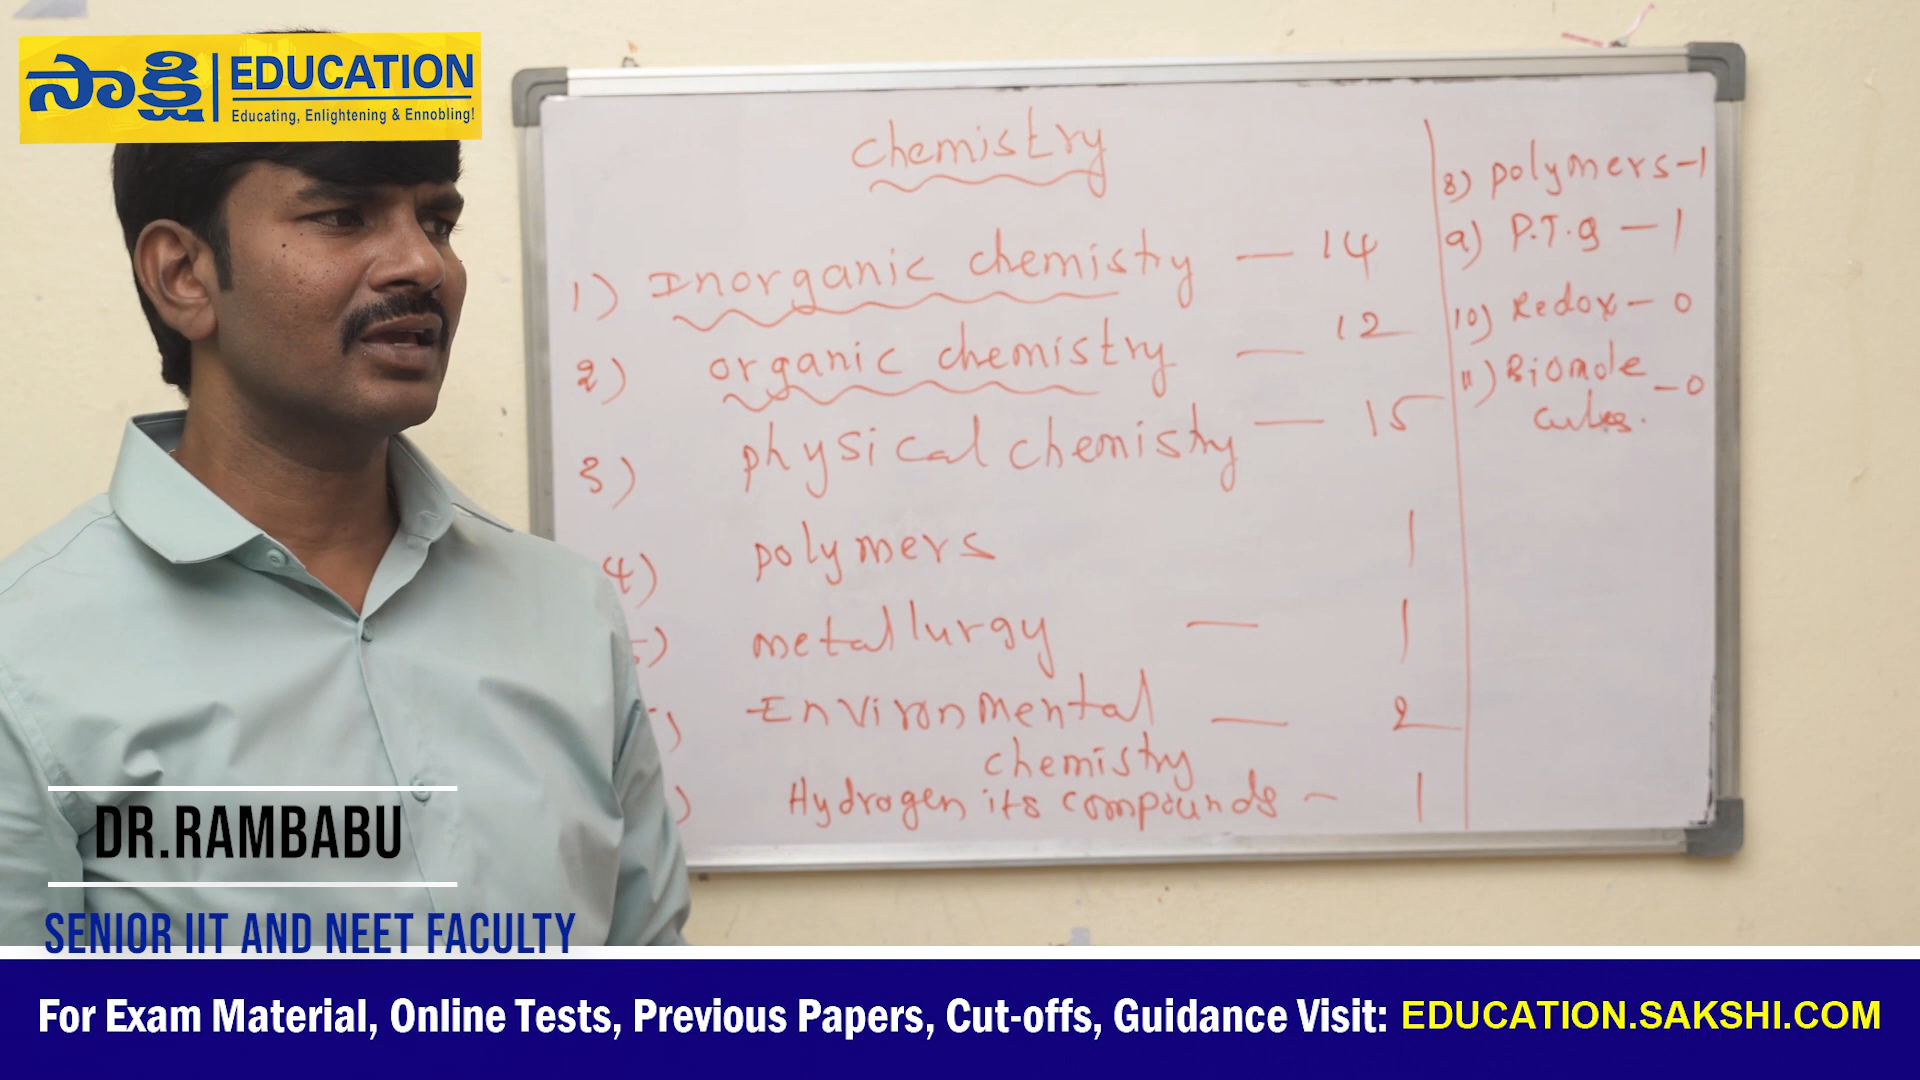 సాక్షి EDUCATION
Educating, Enlightening & Ennobling!
chemistry
1) Inorganic chemistry — 14
2) organic chemistry — 12
3) physical chemistry — 15
4) polymers 1
metallurgy — 1
Environmental — 2
chemistry
Hydrogen its compounds — 1
8) polymers-1
9) P.T.g — 1
10) Redox - 0
11) Biomole - 0
cules.
DR.RAMBABU
SENIOR IIT AND NEET FACULTY
For Exam Material, Online Tests, Previous Papers, Cut-offs, Guidance Visit: EDUCATION.SAKSHI.COM